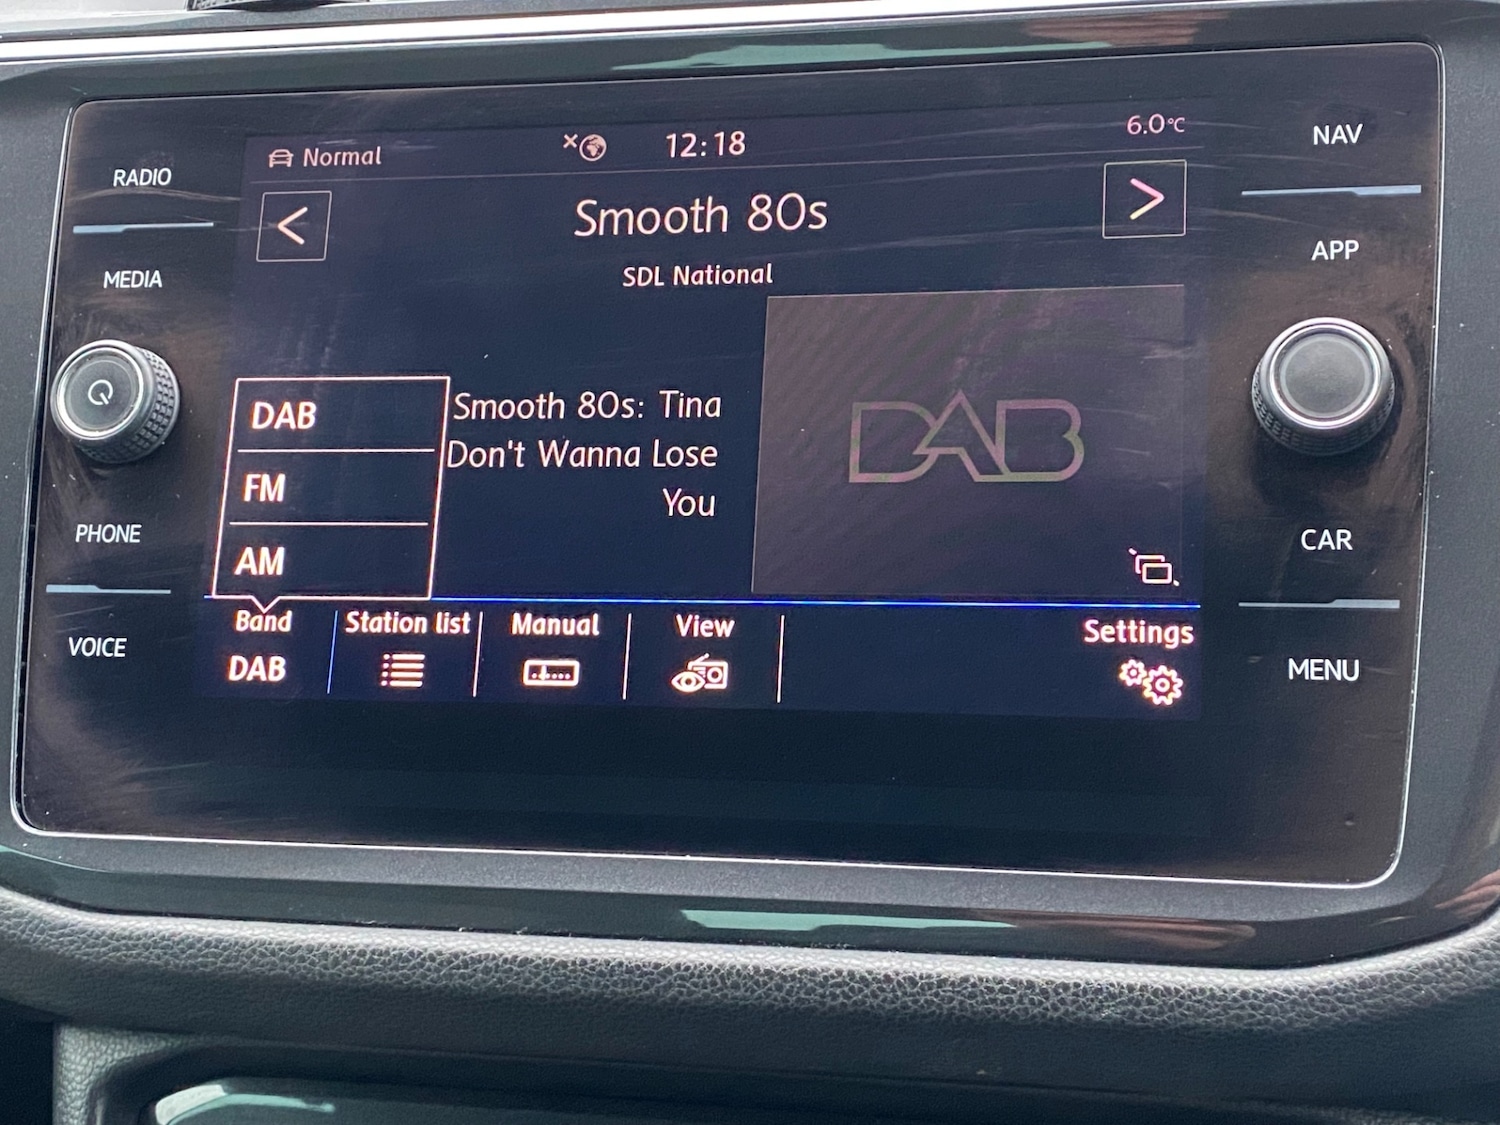 RADIO
MEDIA
PHONE
VOICE
Normal
12:18
6.0°C
Smooth 80s
SDL National
DAB
FM
AM
Smooth 80s: Tina
Don't Wanna Lose
You
DAB
Band
DAB
Station list
Manual
View
Settings
NAV
APP
CAR
MENU